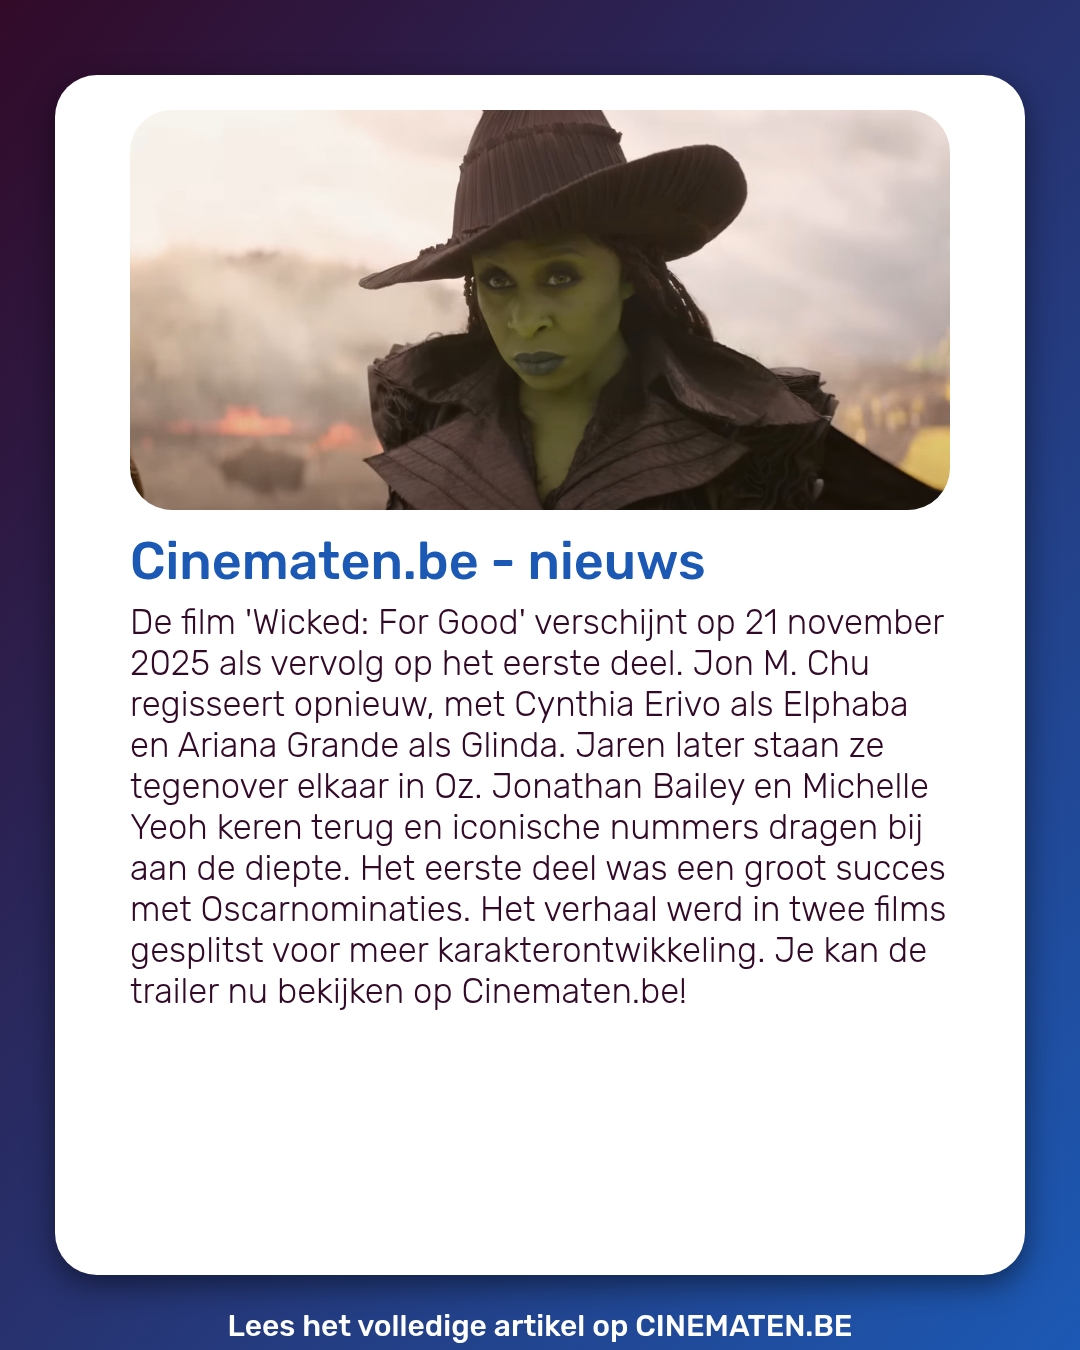 Cinematen.be - nieuws
De film 'Wicked: For Good' verschijnt op 21 november
2025 als vervolg op het eerste deel. Jon M. Chu
regisseert opnieuw, met Cynthia Erivo als Elphaba
en Ariana Grande als Glinda. Jaren later staan ze
tegenover elkaar in Oz. Jonathan Bailey en Michelle
Yeoh keren terug en iconische nummers dragen bij
aan de diepte. Het eerste deel was een groot succes
met Oscarnominaties. Het verhaal werd in twee films
gesplitst voor meer karakterontwikkeling. Je kan de
trailer nu bekijken op Cinematen.be!
Lees het volledige artikel op CINEMATEN.BE